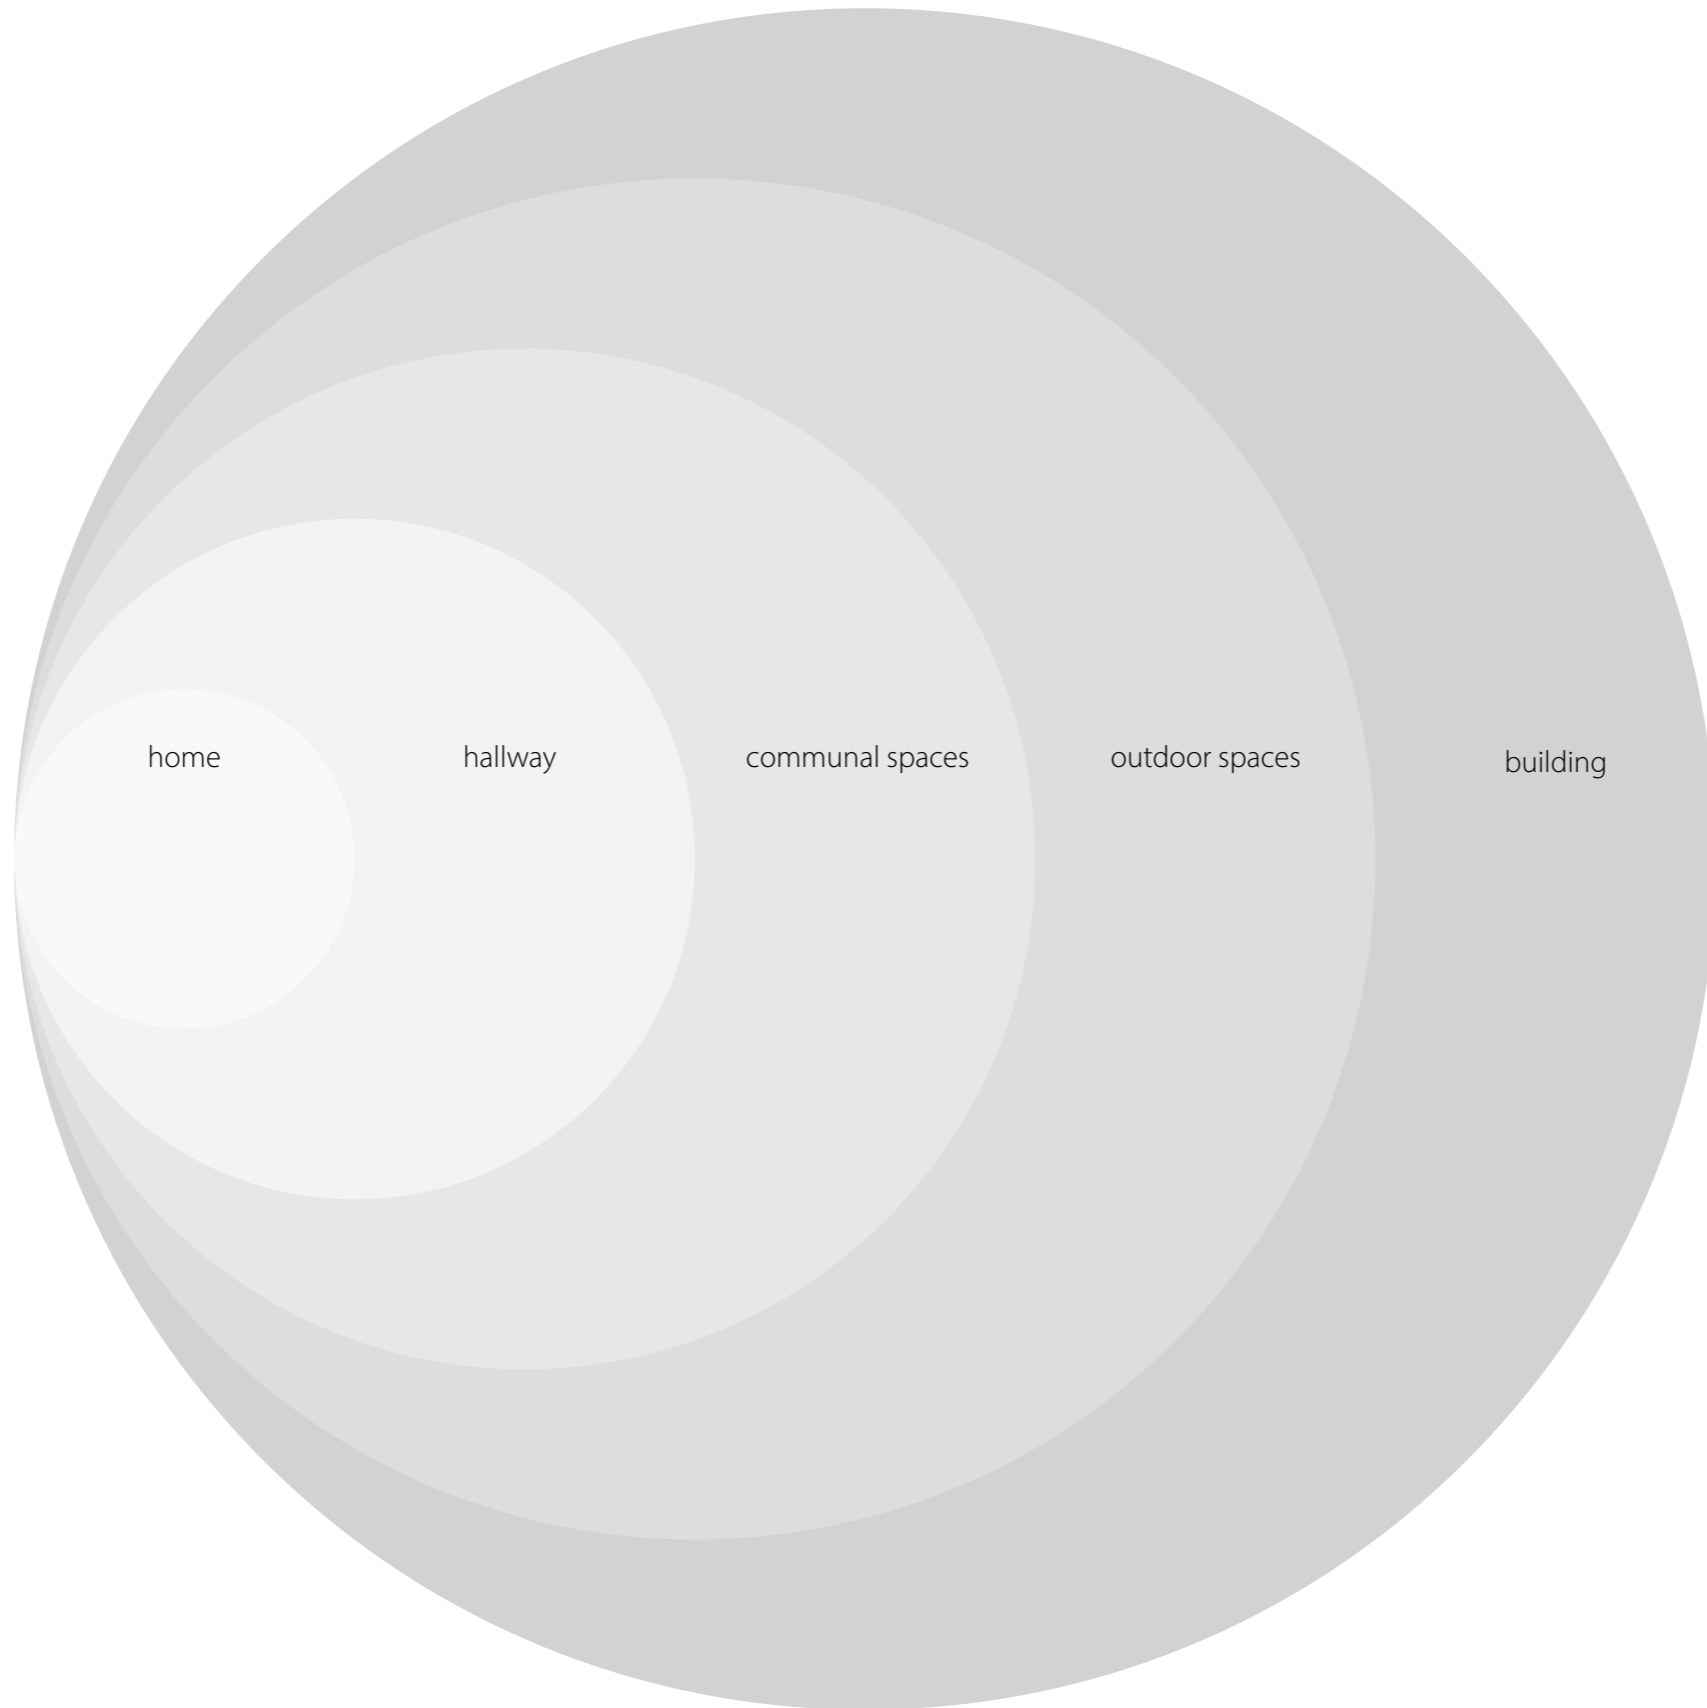 home
hallway
communal spaces
outdoor spaces
building